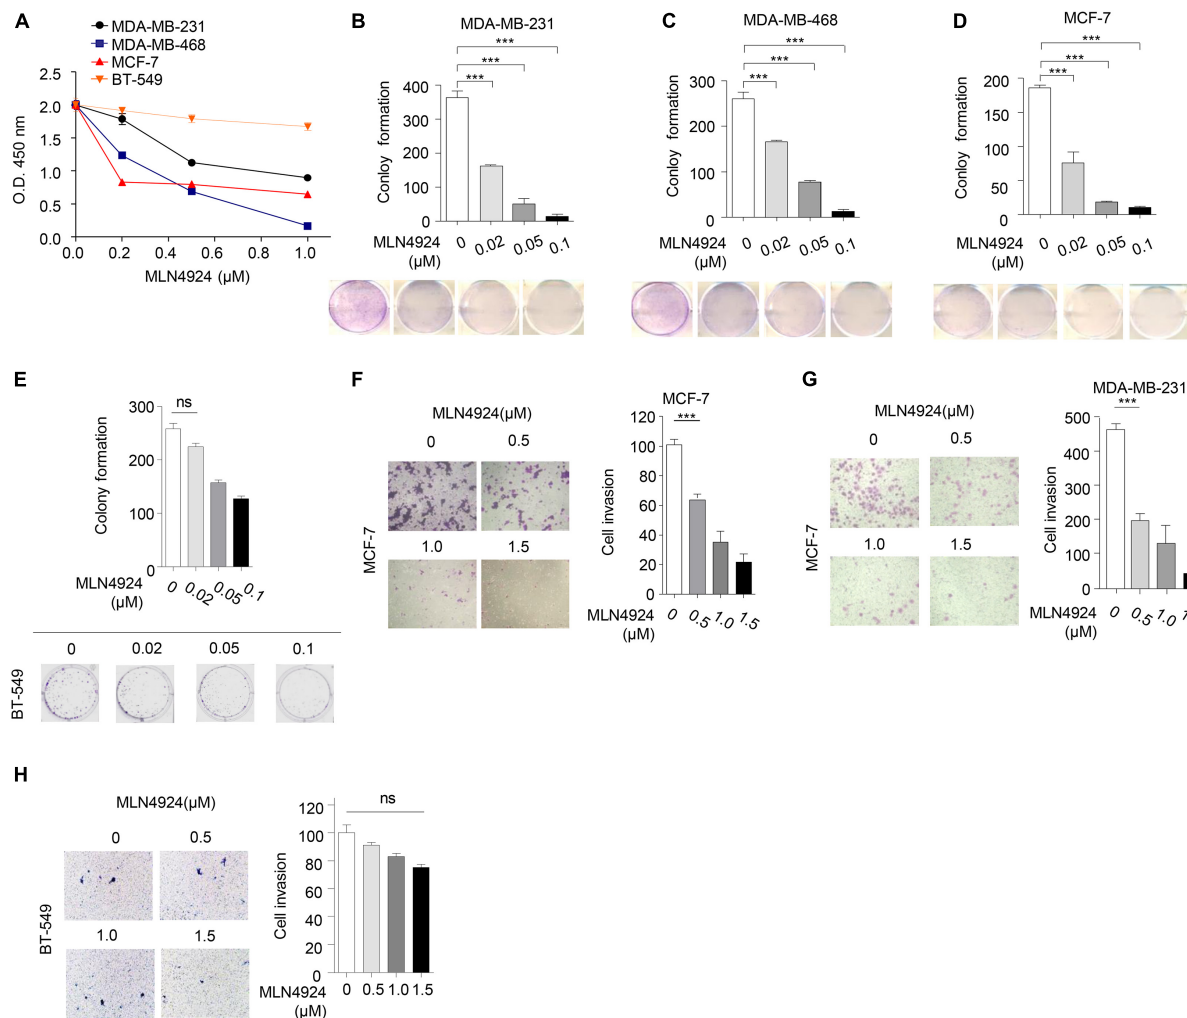 A
MDA-MB-231
MDA-MB-468
MCF-7
BT-549
O.D. 450 nm
2.5
2.0
1.5
1.0
0.5
0.0
0.0 0.2 0.4 0.6 0.8 1.0
MLN4924 (µM)
B
MDA-MB-231
***
***
***
Conloy formation
400
300
200
100
0
MLN4924 (µM)
0 0.02 0.05 0.1
C
MDA-MB-468
***
***
***
Conloy formation
300
200
100
0
MLN4924 (µM)
0 0.02 0.05 0.1
D
MCF-7
***
***
***
Conloy formation
200
150
100
50
0
MLN4924 (µM)
0 0.02 0.05 0.1
E
ns
Colony formation
300
200
100
0
MLN4924 (µM)
0 0.02 0.05 0.1
0 0.02 0.05 0.1
BT-549
F
MLN4924(µM)
0 0.5
1.0 1.5
MCF-7
MCF-7
***
Cell invasion
120
100
80
60
40
20
0
MLN4924 (µM)
0 0.5 1.0 1.5
G
MLN4924(µM)
0 0.5
1.0 1.5
MCF-7
MDA-MB-231
***
Cell invasion
500
400
300
200
100
0
MLN4924 (µM)
0 0.5 1.0
H
MLN4924(µM)
0 0.5
1.0 1.5
BT-549
ns
Cell invasion
120
100
80
60
40
20
0
MLN4924 (µM)
0 0.5 1.0 1.5